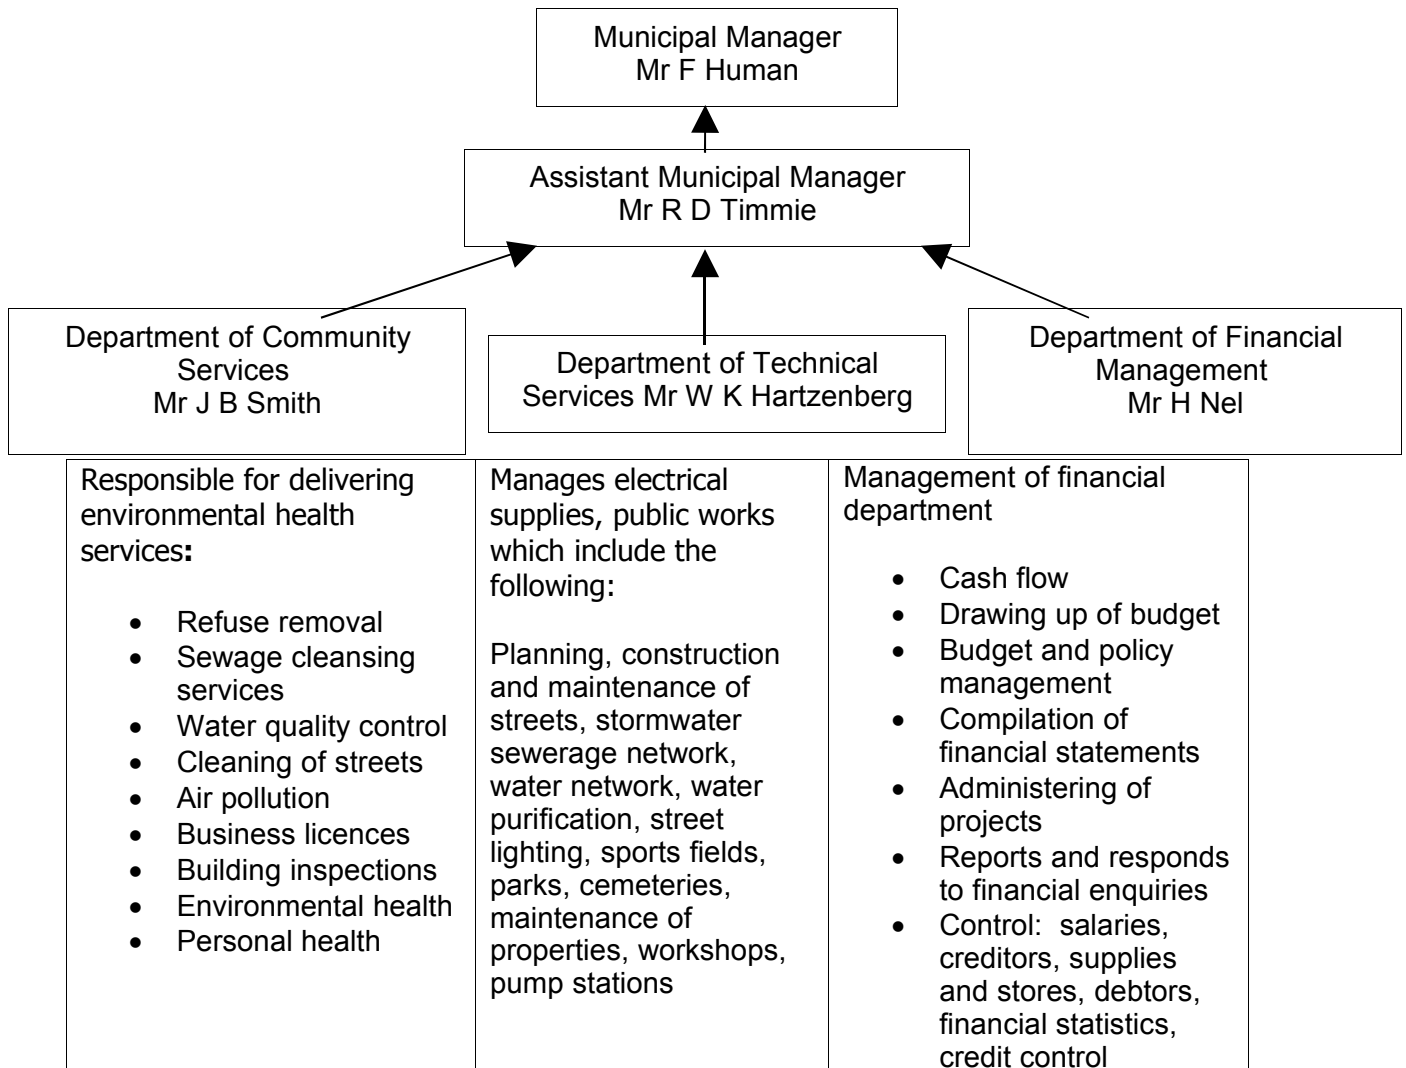 Municipal Manager
Mr F Human
Assistant Municipal Manager
Mr R D Timmie
Department of Community
Services
Mr J B Smith
Department of Technical
Services Mr W K Hartzenberg
Department of Financial
Management
Mr H Nel
Responsible for delivering
environmental health
services:
• Refuse removal
• Sewage cleansing
services
• Water quality control
• Cleaning of streets
• Air pollution
• Business licences
• Building inspections
• Environmental health
• Personal health
Manages electrical
supplies, public works
which include the
following:
Planning, construction
and maintenance of
streets, stormwater
sewerage network,
water network, water
purification, street
lighting, sports fields,
parks, cemeteries,
maintenance of
properties, workshops,
pump stations
Management of financial
department
• Cash flow
• Drawing up of budget
• Budget and policy
management
• Compilation of
financial statements
• Administering of
projects
• Reports and responds
to financial enquiries
• Control: salaries,
creditors, supplies
and stores, debtors,
financial statistics,
credit control